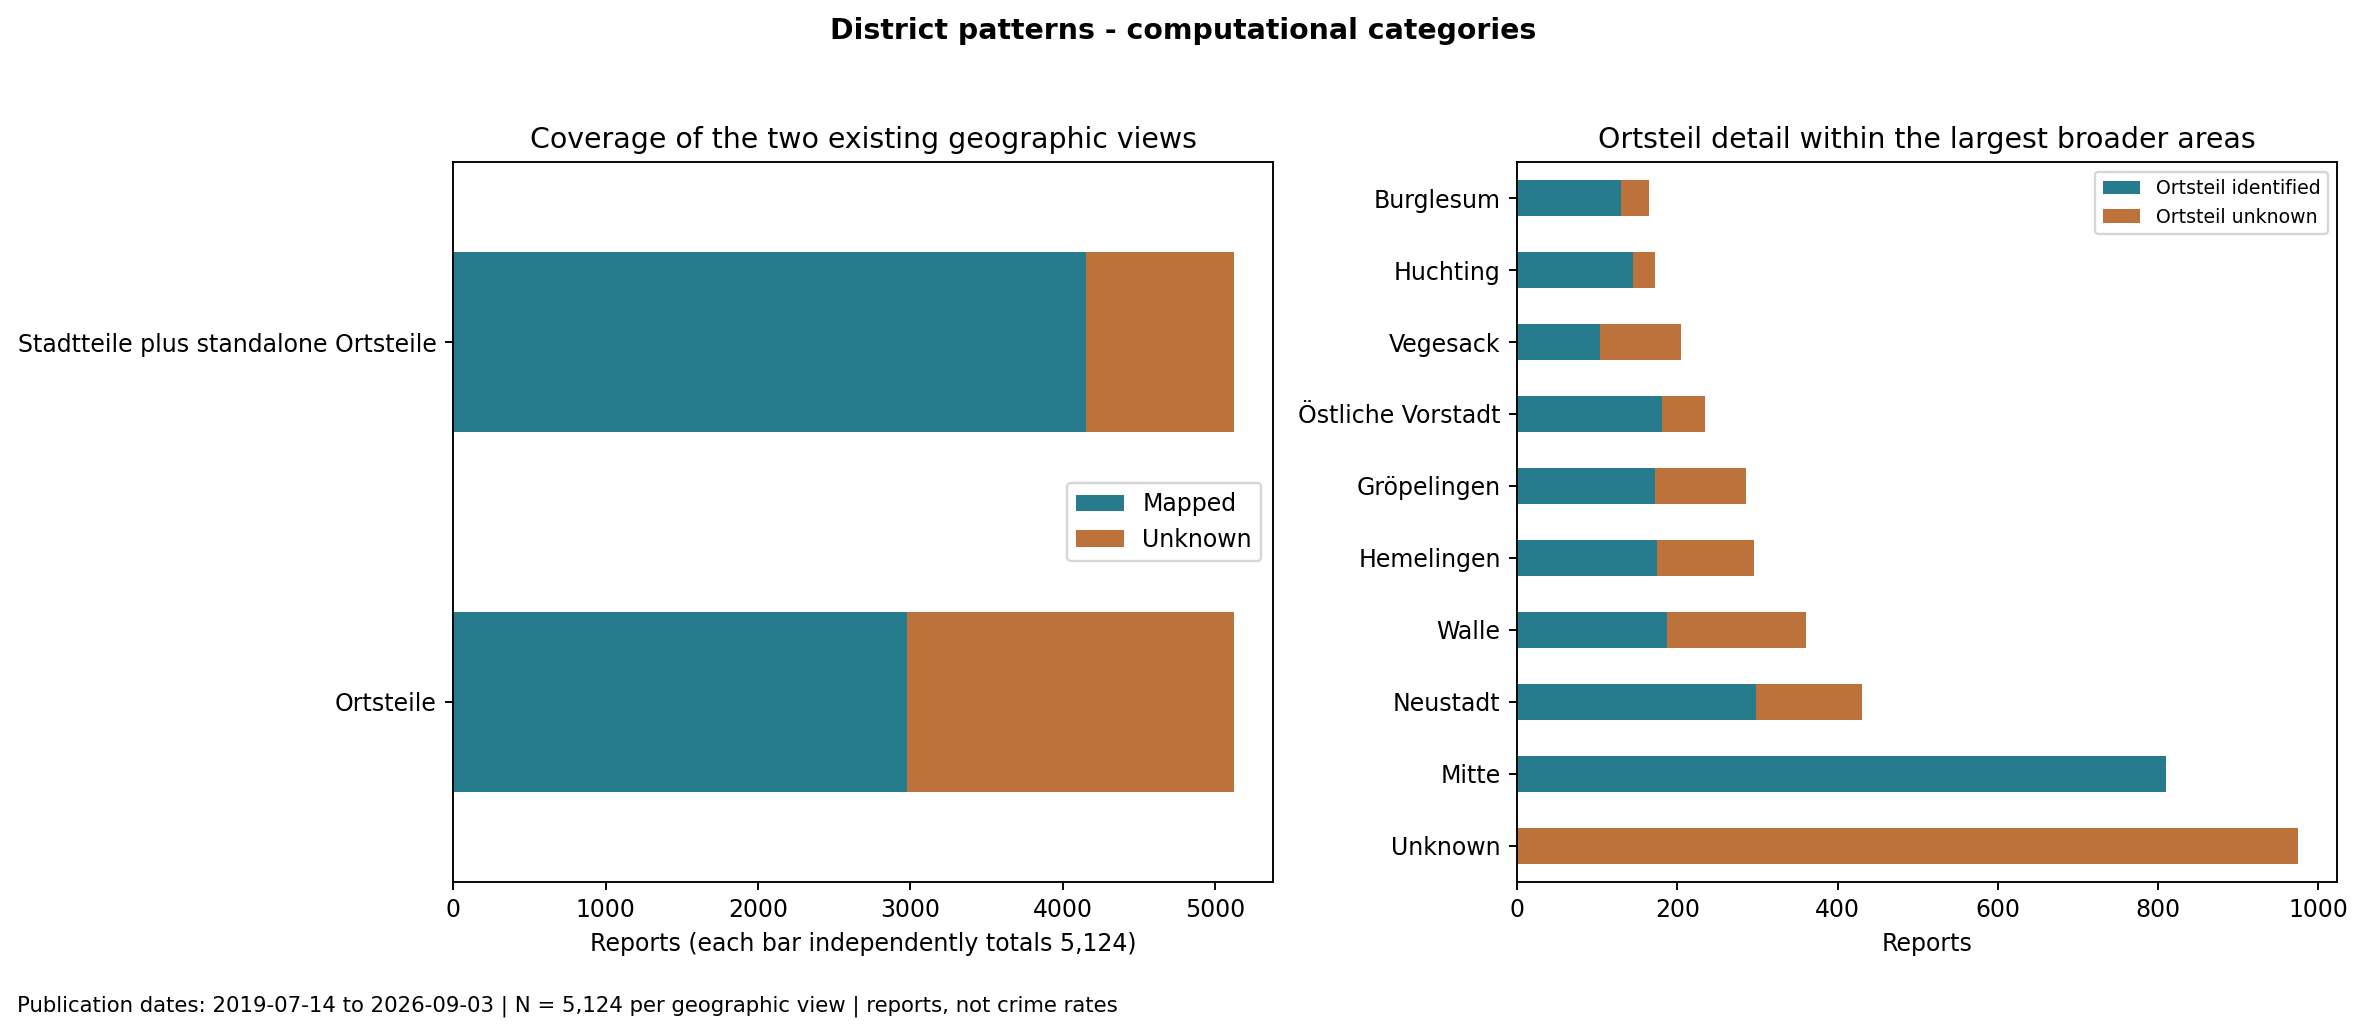 District patterns - computational categories
Coverage of the two existing geographic views
Stadtteile plus standalone Ortsteile
Ortsteile
Mapped
Unknown
0 1000 2000 3000 4000 5000
Reports (each bar independently totals 5,124)
Ortsteil detail within the largest broader areas
Ortsteil identified
Ortsteil unknown
Burglesum
Huchting
Vegesack
Östliche Vorstadt
Gröpelingen
Hemelingen
Walle
Neustadt
Mitte
Unknown
0 200 400 600 800 1000
Reports
Publication dates: 2019-07-14 to 2026-09-03 | N = 5,124 per geographic view | reports, not crime rates